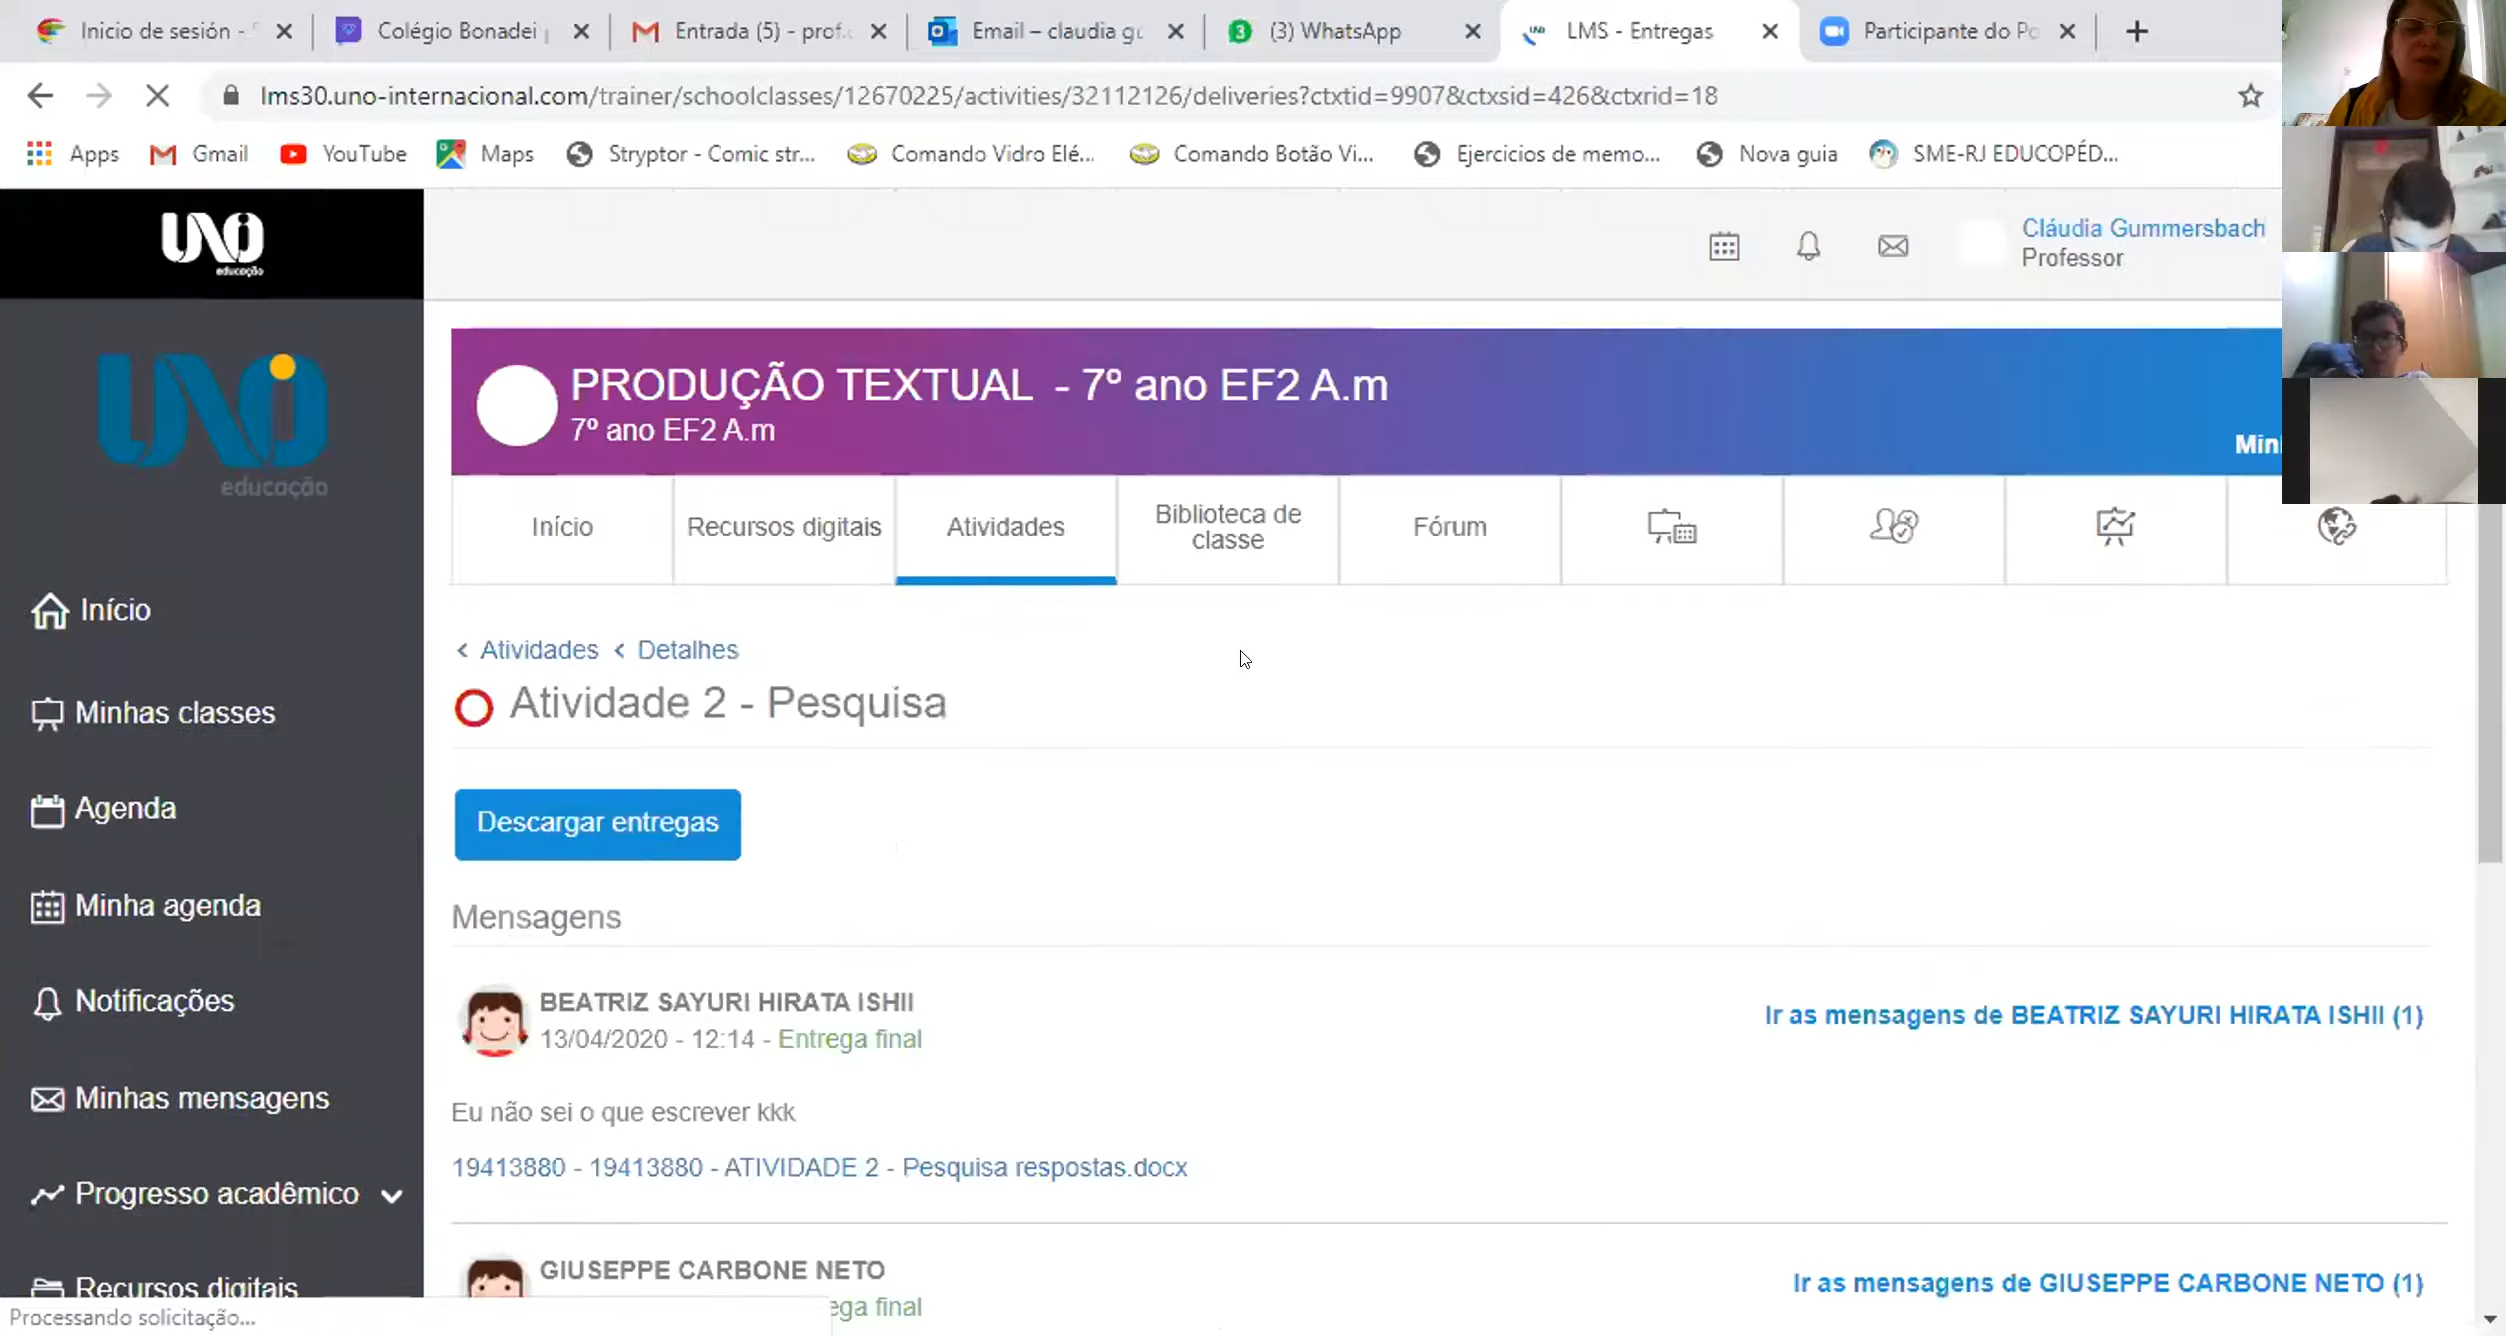 Inicio de sesión -
Colégio Bonadei
Entrada (5) - prof.
Email – claudia gu
(3) WhatsApp
LMS - Entregas
Participante do Po
lms30.uno-internacional.com/trainer/schoolclasses/12670225/activities/32112126/deliveries?ctxtid=9907&ctxsid=426&ctxrid=18
Apps
Gmail
YouTube
Maps
Stryptor - Comic str...
Comando Vidro Elé...
Comando Botão Vi...
Ejercicios de memo...
Nova guia
SME-RJ EDUCOPÉD...
UNO
educação
Cláudia Gummersbach
Professor
UNO
educação
PRODUÇÃO TEXTUAL - 7º ano EF2 A.m
7º ano EF2 A.m
Min
Início
Recursos digitais
Atividades
Biblioteca de
classe
Fórum
Início
Minhas classes
Agenda
Minha agenda
Notificações
Minhas mensagens
Progresso acadêmico
Recursos digitais
< Atividades < Detalhes
Atividade 2 - Pesquisa
Descargar entregas
Mensagens
BEATRIZ SAYURI HIRATA ISHII
13/04/2020 - 12:14 - Entrega final
Ir as mensagens de BEATRIZ SAYURI HIRATA ISHII (1)
Eu não sei o que escrever kkk
19413880 - 19413880 - ATIVIDADE 2 - Pesquisa respostas.docx
GIUSEPPE CARBONE NETO
ega final
Ir as mensagens de GIUSEPPE CARBONE NETO (1)
Processando solicitação...